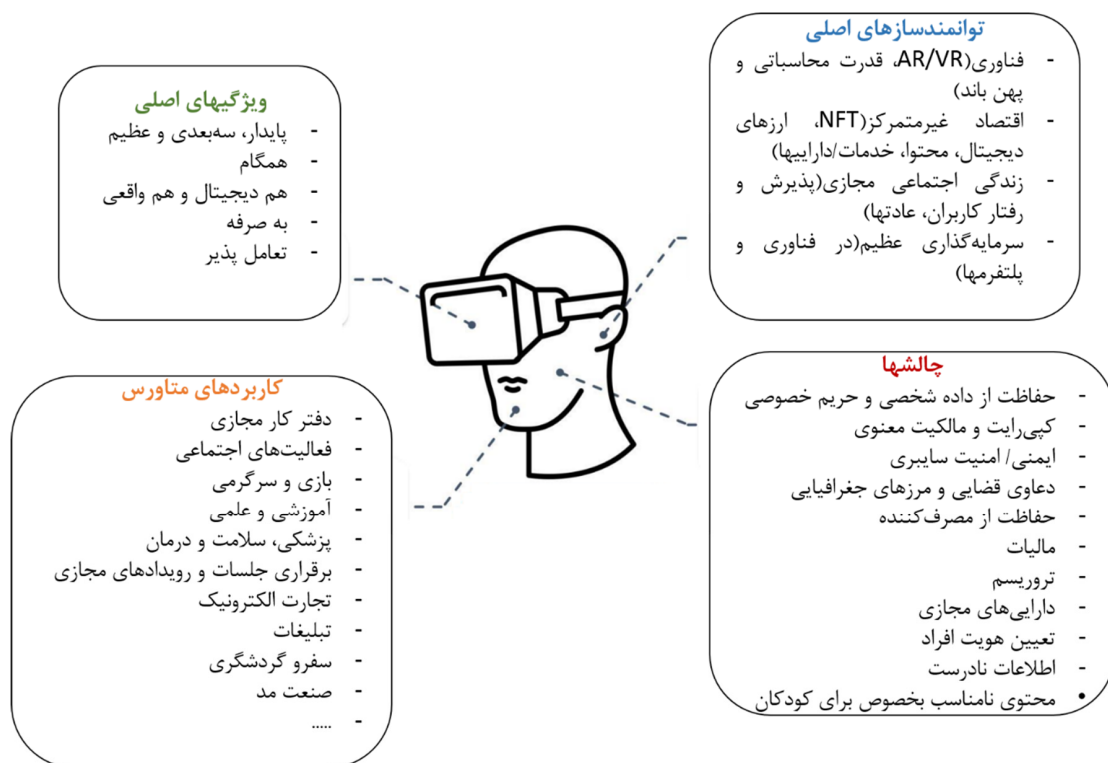 توانمندسازهای اصلی
- فناوری(AR/VR، قدرت محاسباتی و
پهن باند)
- اقتصاد غیرمتمرکز(NFT، ارزهای
دیجیتال، محتوا، خدمات/داراییها)
- زندگی اجتماعی مجازی(پذیرش و
رفتار کاربران، عادتها)
- سرمایه‌گذاری عظیم(در فناوری و
پلتفرمها)
ویژگیهای اصلی
- پایدار، سه‌بعدی و عظیم
- همگام
- هم دیجیتال و هم واقعی
- به صرفه
- تعامل پذیر
چالشها
- حفاظت از داده شخصی و حریم خصوصی
- کپی‌رایت و مالکیت معنوی
- ایمنی/ امنیت سایبری
- دعاوی قضایی و مرزهای جغرافیایی
- حفاظت از مصرف‌کننده
- مالیات
- تروریسم
- دارایی‌های مجازی
- تعیین هویت افراد
- اطلاعات نادرست
• محتوی نامناسب بخصوص برای کودکان
کاربردهای متاورس
- دفتر کار مجازی
- فعالیت‌های اجتماعی
- بازی و سرگرمی
- آموزشی و علمی
- پزشکی، سلامت و درمان
- برقراری جلسات و رویدادهای مجازی
- تجارت الکترونیک
- تبلیغات
- سفرو گردشگری
- صنعت مد
- .....